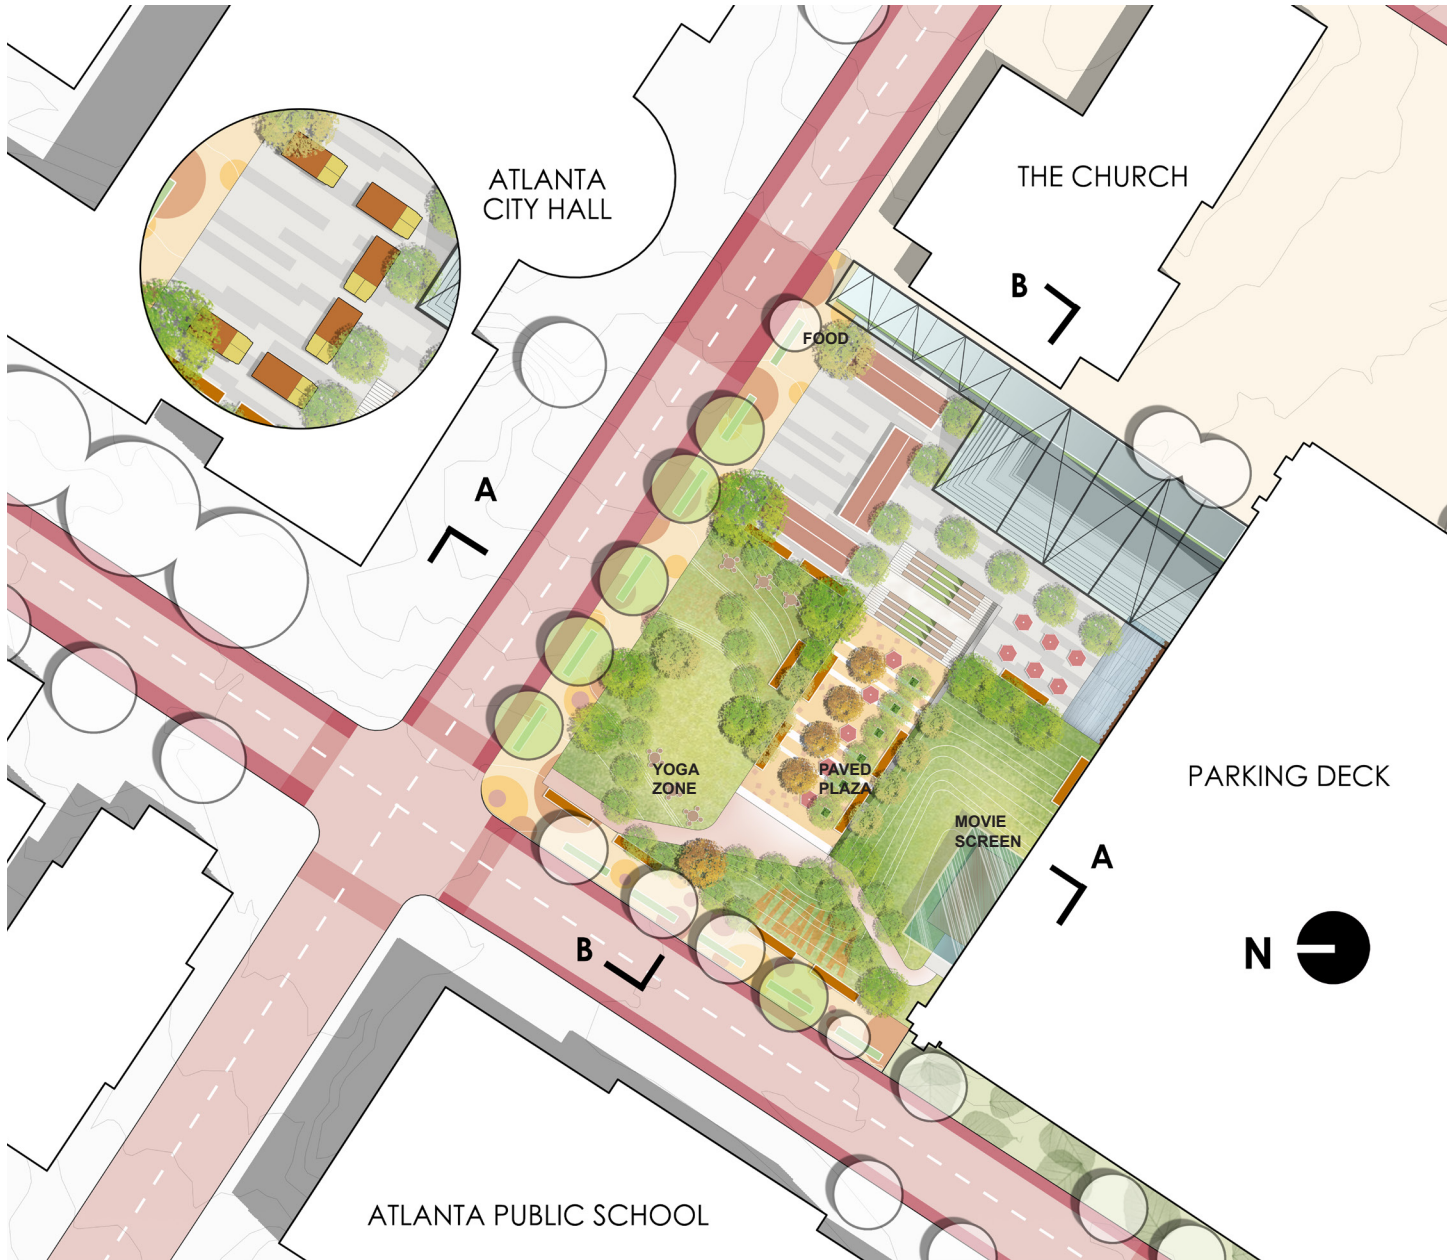 ATLANTA
CITY HALL
THE CHURCH
B
FOOD
A
YOGA
ZONE
PAVED
PLAZA
MOVIE
SCREEN
PARKING DECK
A
B
N
ATLANTA PUBLIC SCHOOL